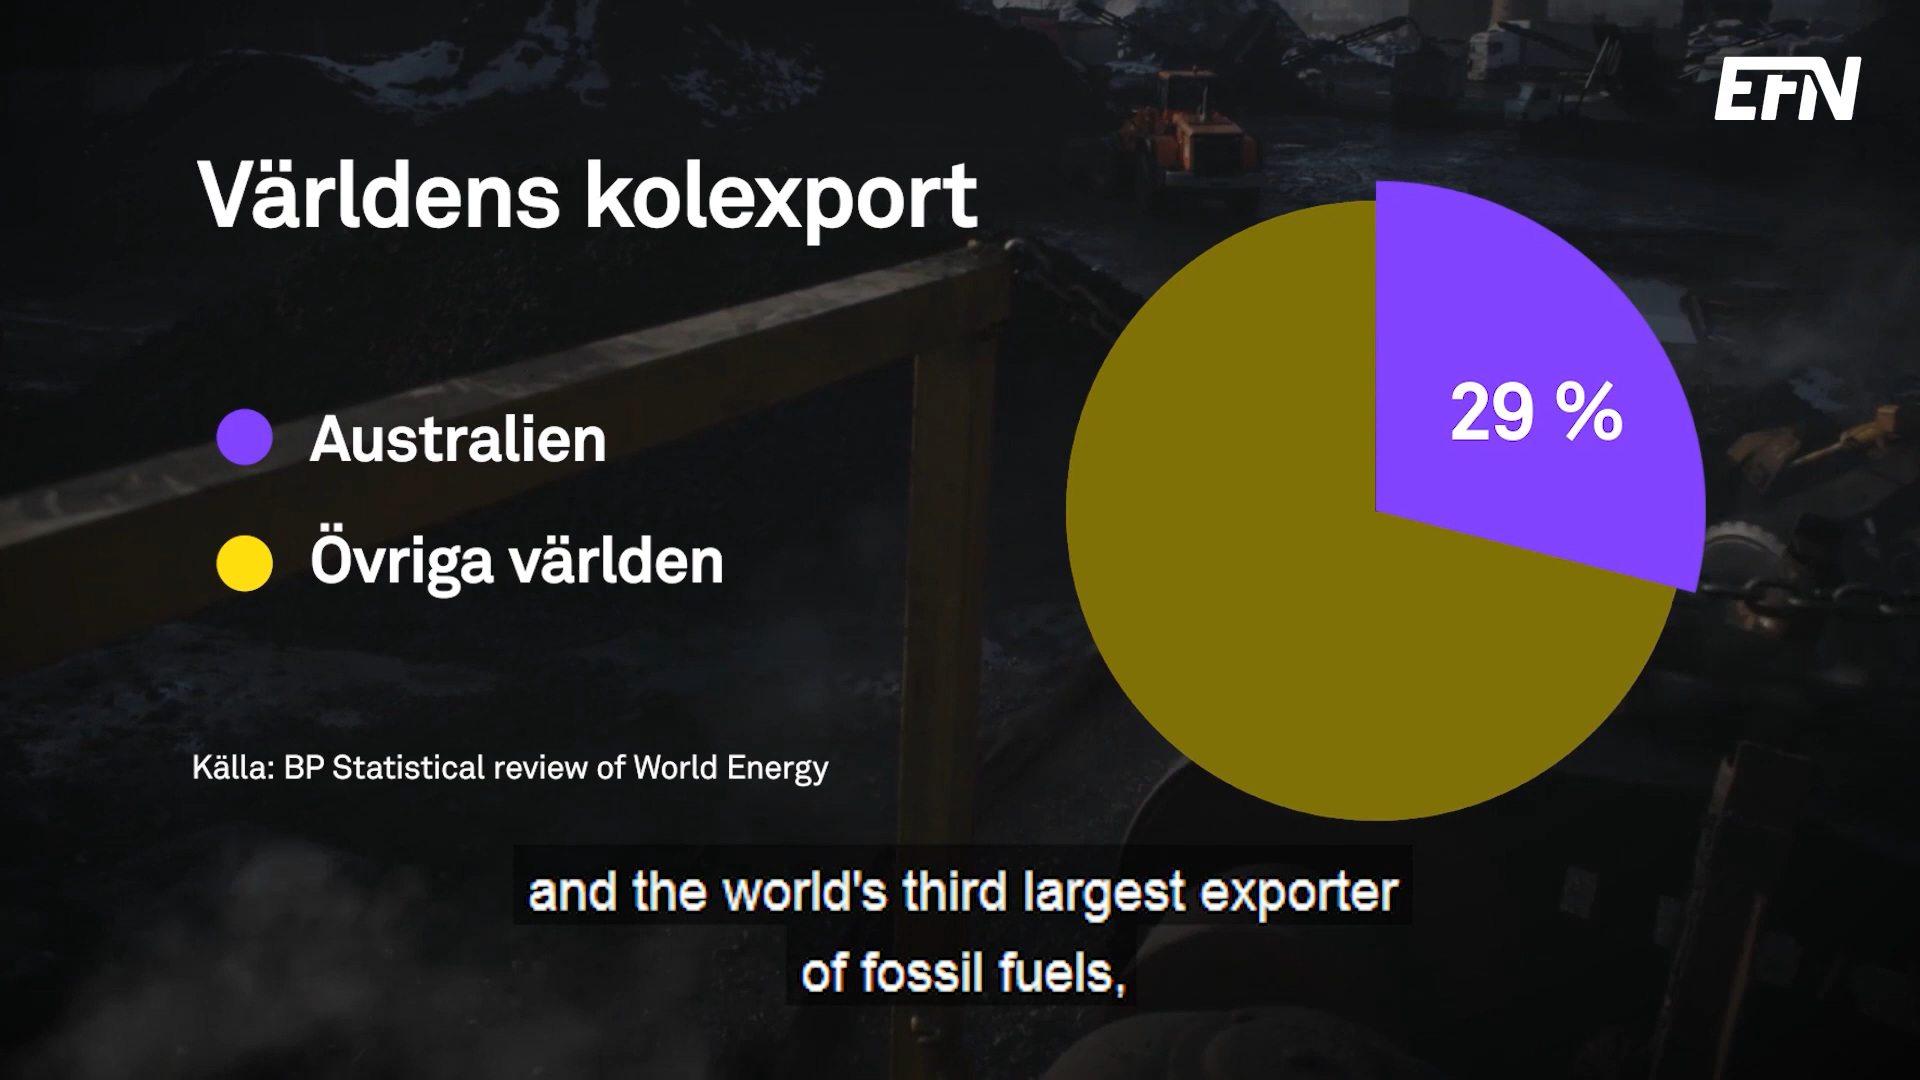 EFN
Världens kolexport
29 %
Australien
Övriga världen
Källa: BP Statistical review of World Energy
and the world's third largest exporter
of fossil fuels,